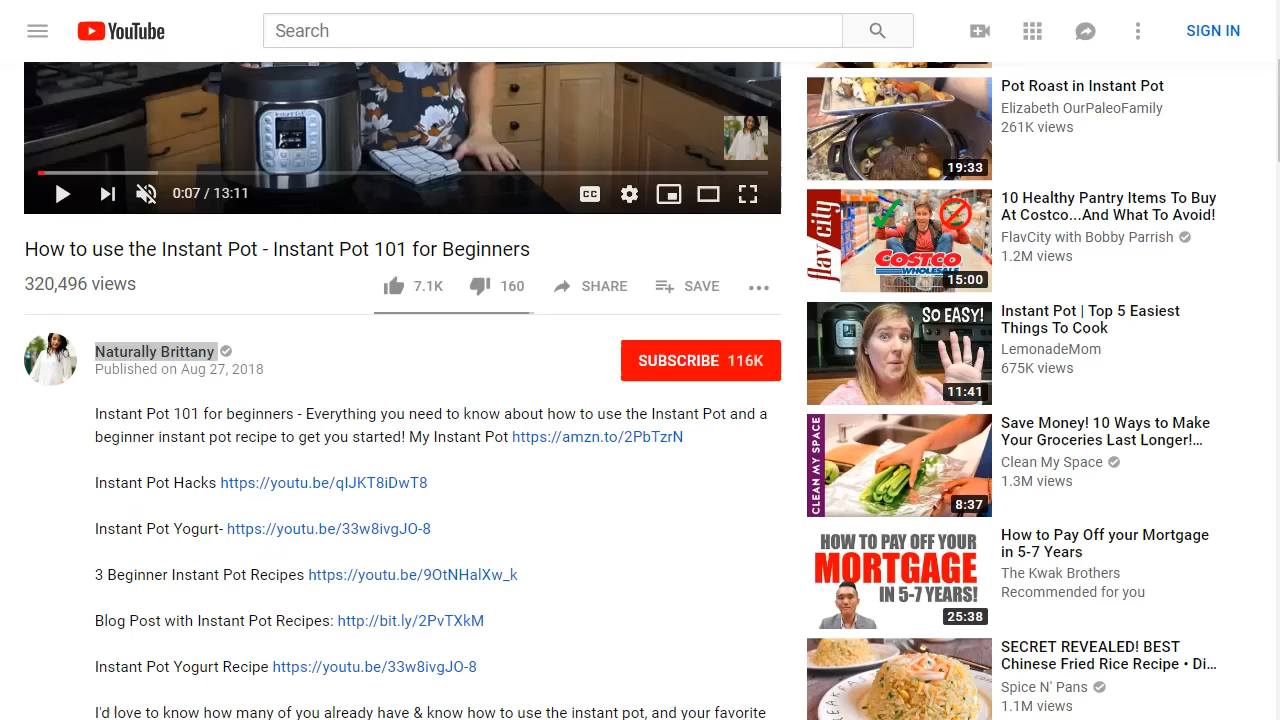 YouTube
Search
SIGN IN
Instant Pot
CC
0:07 / 13:11
How to use the Instant Pot - Instant Pot 101 for Beginners
320,496 views
7.1K
160
SHARE
SAVE
Naturally Brittany
Published on Aug 27, 2018
SUBSCRIBE 116K
Instant Pot 101 for beginners - Everything you need to know about how to use the Instant Pot and a
beginner instant pot recipe to get you started! My Instant Pot https://amzn.to/2PbTzrN
Instant Pot Hacks https://youtu.be/qIJKT8iDwT8
Instant Pot Yogurt- https://youtu.be/33w8ivgJO-8
3 Beginner Instant Pot Recipes https://youtu.be/9OtNHalXw_k
Blog Post with Instant Pot Recipes: http://bit.ly/2PvTXkM
Instant Pot Yogurt Recipe https://youtu.be/33w8ivgJO-8
I'd love to know how many of you already have & know how to use the instant pot, and your favorite
19:33
Pot Roast in Instant Pot
Elizabeth OurPaleoFamily
261K views
flav city
COSTCO
WHOLESALE
15:00
10 Healthy Pantry Items To Buy
At Costco...And What To Avoid!
FlavCity with Bobby Parrish
1.2M views
SO EASY!
11:41
Instant Pot | Top 5 Easiest
Things To Cook
LemonadeMom
675K views
CLEAN MY SPACE
8:37
Save Money! 10 Ways to Make
Your Groceries Last Longer!...
Clean My Space
1.3M views
HOW TO PAY OFF YOUR
MORTGAGE
IN 5-7 YEARS!
25:38
How to Pay Off your Mortgage
in 5-7 Years
The Kwak Brothers
Recommended for you
SECRET REVEALED! BEST
Chinese Fried Rice Recipe • Di...
Spice N' Pans
1.1M views